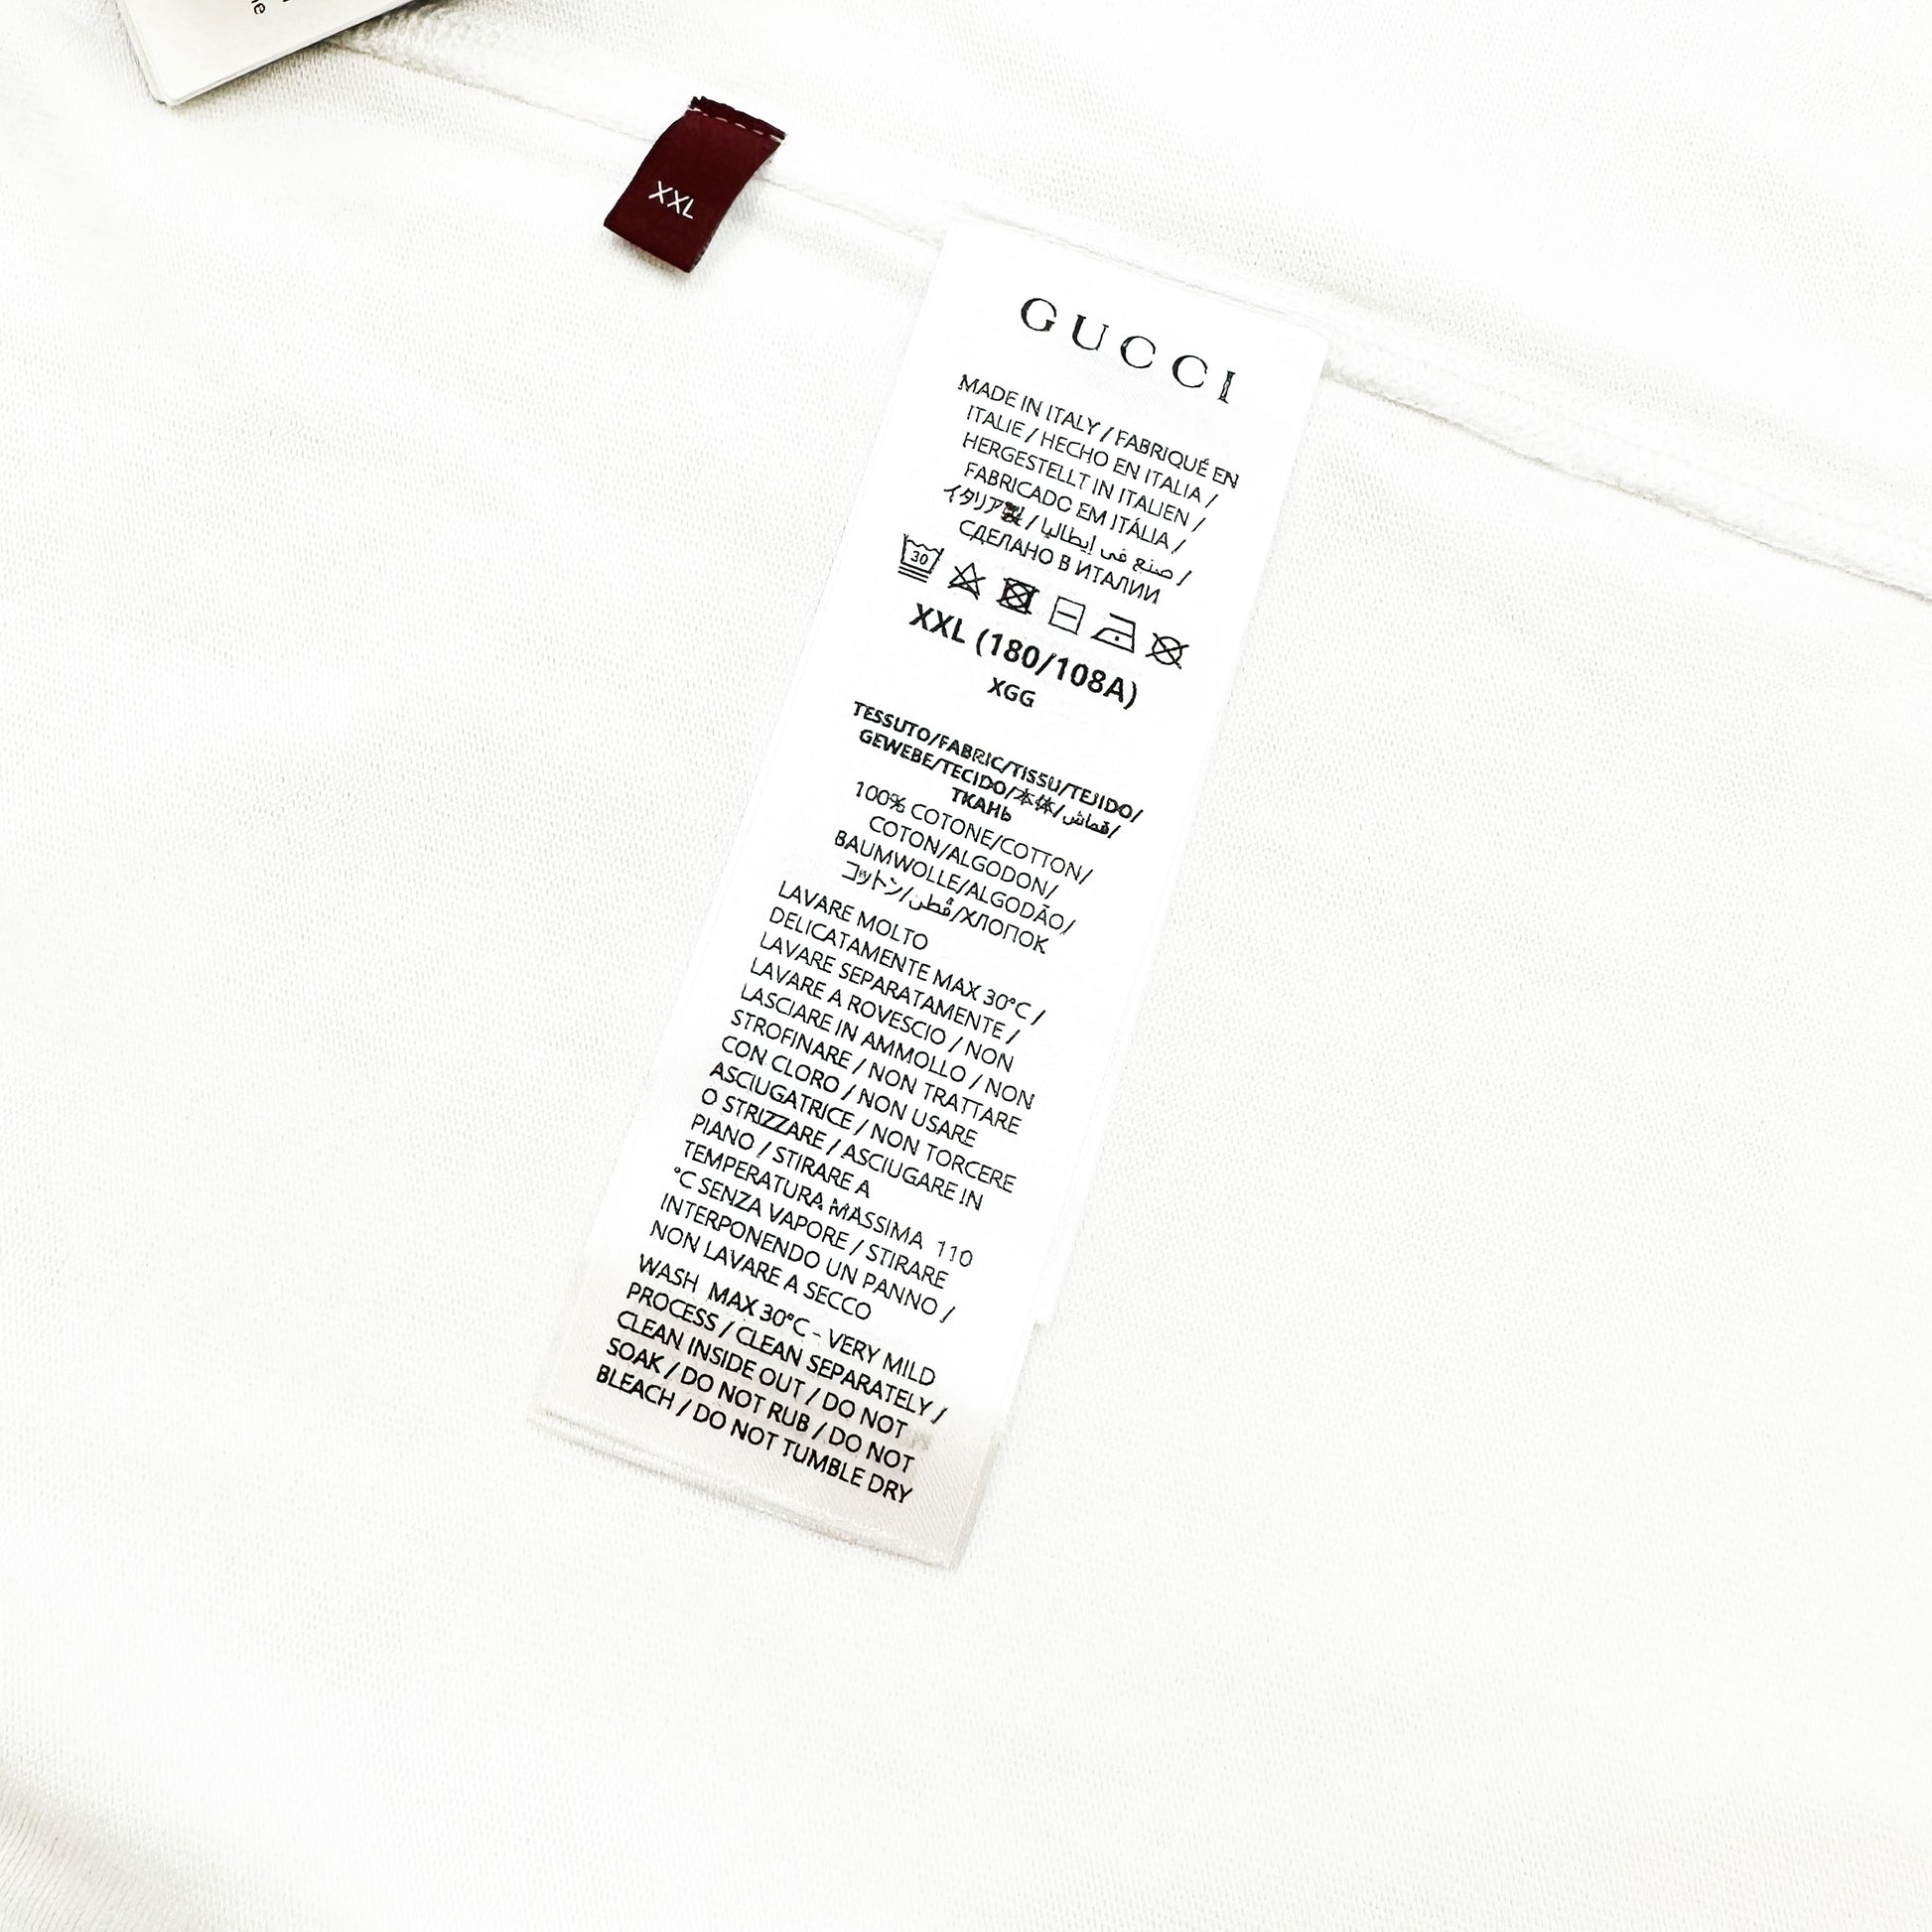 XXL
GUCCI
MADE IN ITALY / FABRIQUÉ EN
ITALIE / HECHO EN ITALIA /
HERGESTELLT IN ITALIEN /
FABRICADO EM ITÁLIA /
イタリア製 / صنع في إيطاليا /
СДЕЛАНО В ИТАЛИИ
30
XXL (180/108A)
XGG
TESSUTO/FABRIC/TISSU/TEJIDO/
GEWEBE/TECIDO/本体/قماش/
ТКАНЬ
100% COTONE/COTTON/
COTON/ALGODON/
BAUMWOLLE/ALGODÃO/
コットン/قطن/ХЛОПОК
LAVARE MOLTO
DELICATAMENTE MAX 30°C /
LAVARE SEPARATAMENTE /
LAVARE A ROVESCIO / NON
LASCIARE IN AMMOLLO / NON
STROFINARE / NON TRATTARE
CON CLORO / NON USARE
ASCIUGATRICE / NON TORCERE
O STRIZZARE / ASCIUGARE IN
PIANO / STIRARE A
TEMPERATURA MASSIMA 110
°C SENZA VAPORE / STIRARE
INTERPONENDO UN PANNO /
NON LAVARE A SECCO
WASH MAX 30°C - VERY MILD
PROCESS / CLEAN SEPARATELY /
CLEAN INSIDE OUT / DO NOT
SOAK / DO NOT RUB / DO NOT
BLEACH / DO NOT TUMBLE DRY